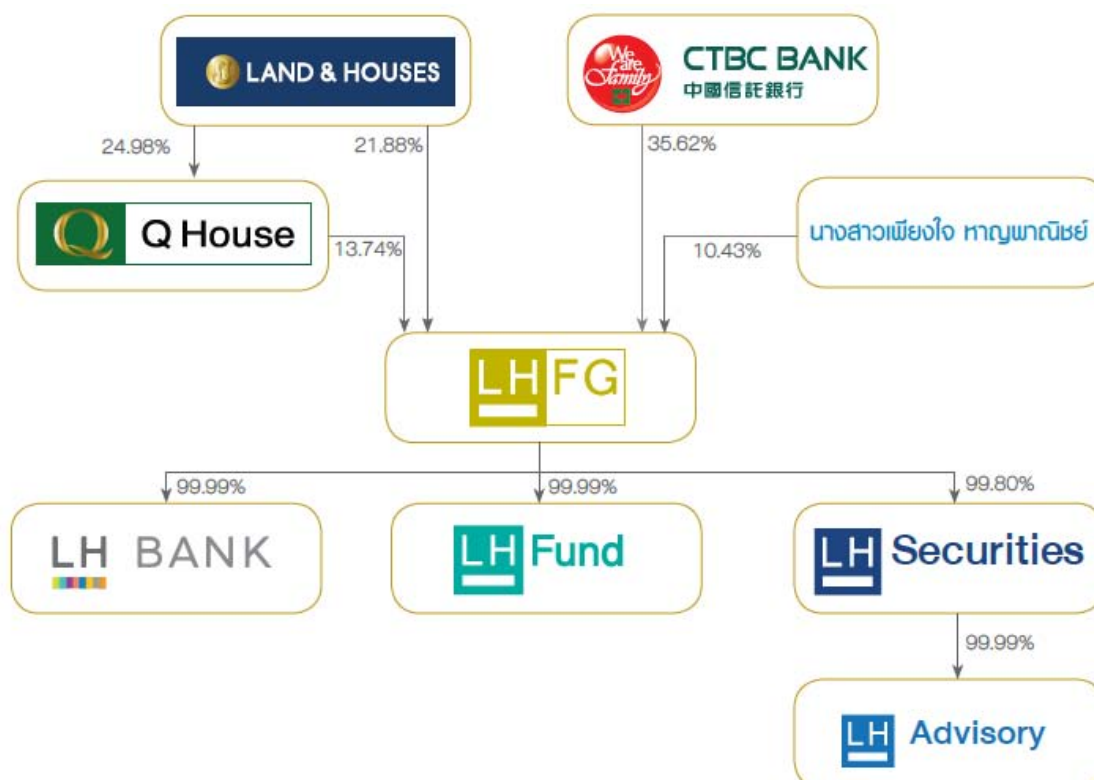 LAND & HOUSES
We care Family
CTBC BANK
中國信託銀行
24.98%
21.88%
35.62%
Q House
13.74%
10.43%
นางสาวเพียงใจ หาญพาณิชย์
LH FG
99.99%
99.99%
99.80%
LH BANK
LH Fund
LH Securities
99.99%
LH Advisory